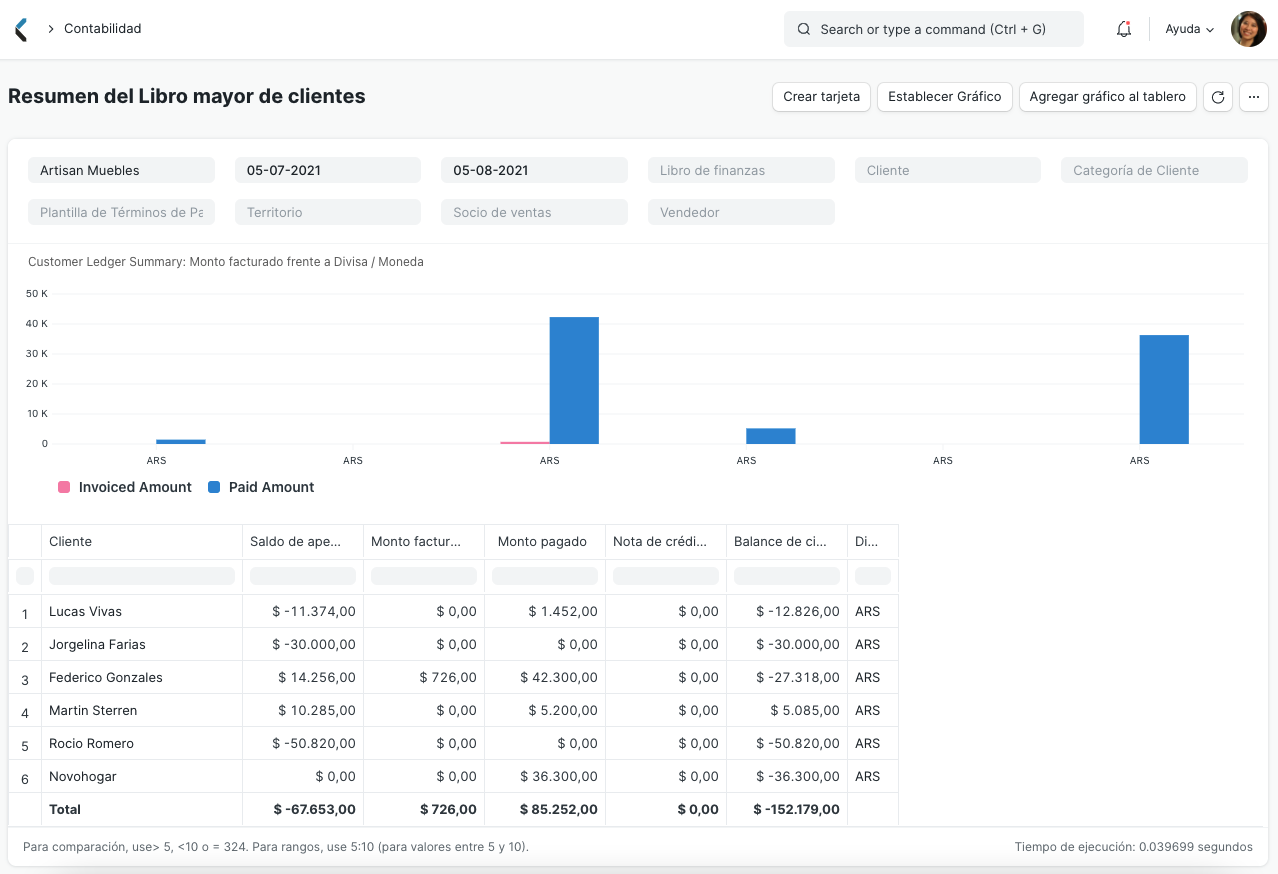 Contabilidad
Search or type a command (Ctrl + G)
Ayuda
Resumen del Libro mayor de clientes
Crear tarjeta
Establecer Gráfico
Agregar gráfico al tablero
Artisan Muebles
05-07-2021
05-08-2021
Libro de finanzas
Cliente
Categoría de Cliente
Plantilla de Términos de Pa
Territorio
Socio de ventas
Vendedor
Customer Ledger Summary: Monto facturado frente a Divisa / Moneda
50 K
40 K
30 K
20 K
10 K
0
ARS ARS ARS ARS ARS ARS
Invoiced Amount Paid Amount
Cliente Saldo de ape... Monto factur... Monto pagado Nota de crédi... Balance de ci... Di...
1 Lucas Vivas $ -11.374,00 $ 0,00 $ 1.452,00 $ 0,00 $ -12.826,00 ARS
2 Jorgelina Farias $ -30.000,00 $ 0,00 $ 0,00 $ 0,00 $ -30.000,00 ARS
3 Federico Gonzales $ 14.256,00 $ 726,00 $ 42.300,00 $ 0,00 $ -27.318,00 ARS
4 Martin Sterren $ 10.285,00 $ 0,00 $ 5.200,00 $ 0,00 $ 5.085,00 ARS
5 Rocio Romero $ -50.820,00 $ 0,00 $ 0,00 $ 0,00 $ -50.820,00 ARS
6 Novohogar $ 0,00 $ 0,00 $ 36.300,00 $ 0,00 $ -36.300,00 ARS
Total $ -67.653,00 $ 726,00 $ 85.252,00 $ 0,00 $ -152.179,00
Para comparación, use> 5, <10 o = 324. Para rangos, use 5:10 (para valores entre 5 y 10).
Tiempo de ejecución: 0.039699 segundos